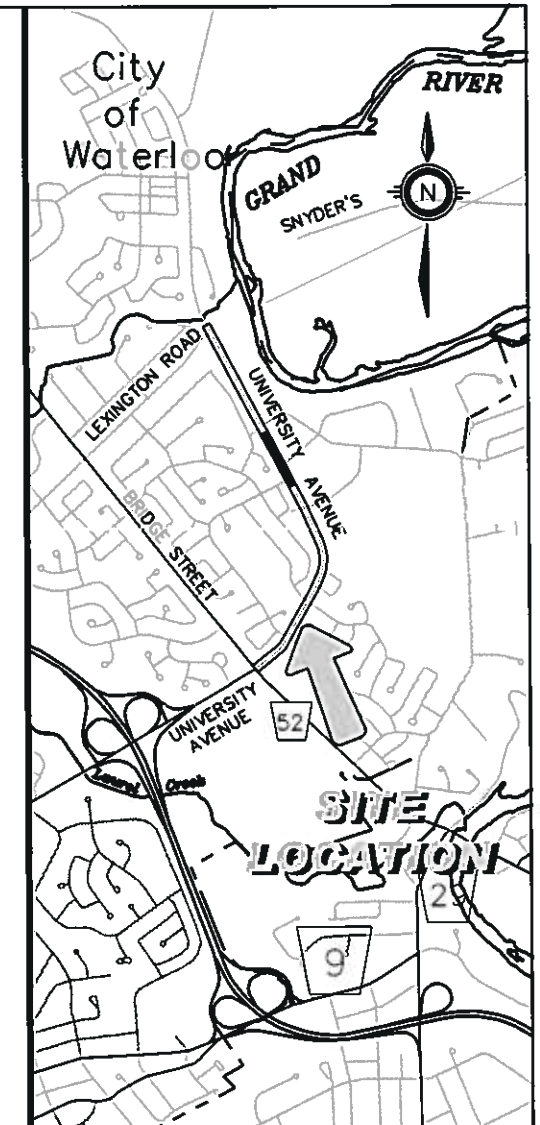 City
of
Waterloo
RIVER
GRAND
N
SNYDER'S
LEXINGTON ROAD
UNIVERSITY
AVENUE
BRIDGE STREET
UNIVERSITY
AVENUE
52
Laurel Creek
SITE
LOCATION
9